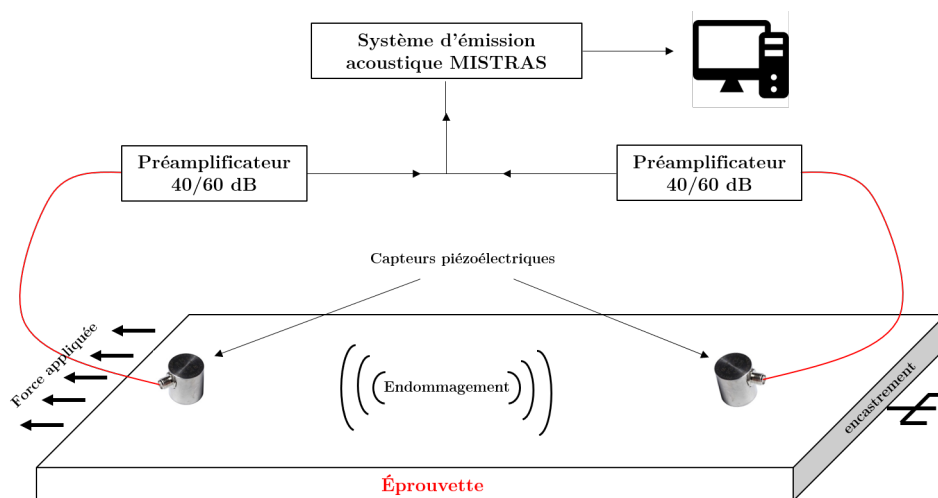 Système d'émission
acoustique MISTRAS
Préamplificateur
40/60 dB
Préamplificateur
40/60 dB
Capteurs piézoélectriques
Force appliquée
Endommagement
encastrement
Éprouvette